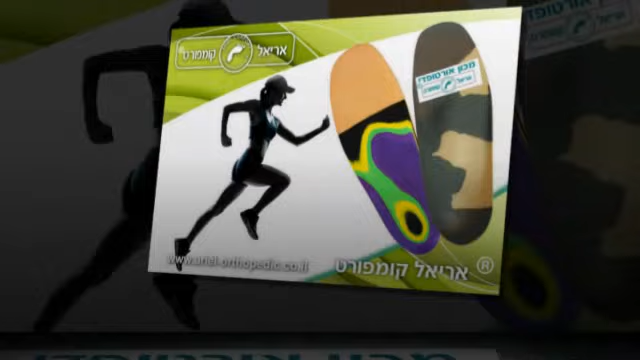 אריאל קומפורט
מכון אורטופדי
www.ariel-orthopedic.co.il
אריאל קומפורט ®